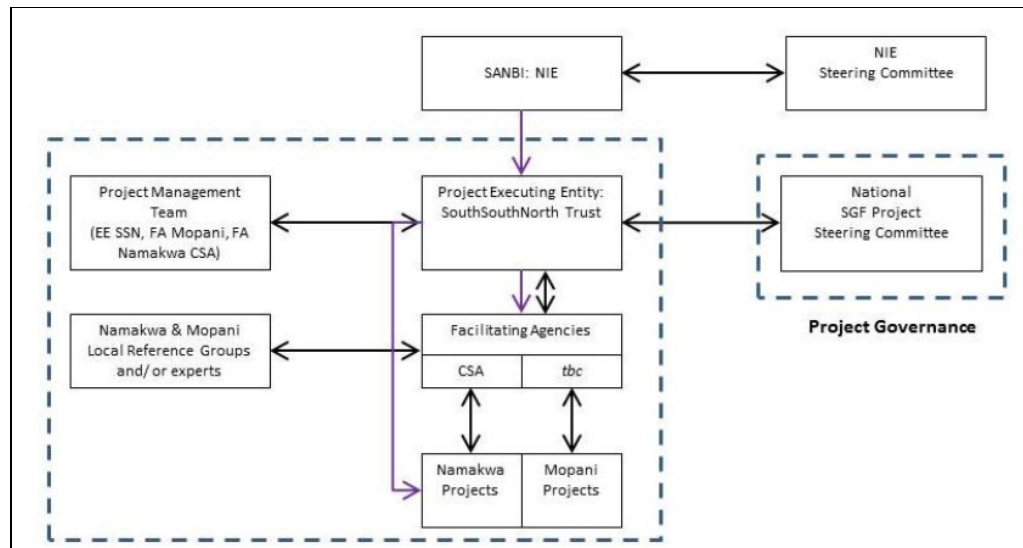 SANBI: NIE
NIE
Steering Committee
Project Management
Team
(EE SSN, FA Mopani, FA
Namakwa CSA)
Project Executing Entity:
SouthSouthNorth Trust
National
SGF Project
Steering Committee
Project Governance
Namakwa & Mopani
Local Reference Groups
and/ or experts
Facilitating Agencies
CSA
tbc
Namakwa
Projects
Mopani
Projects